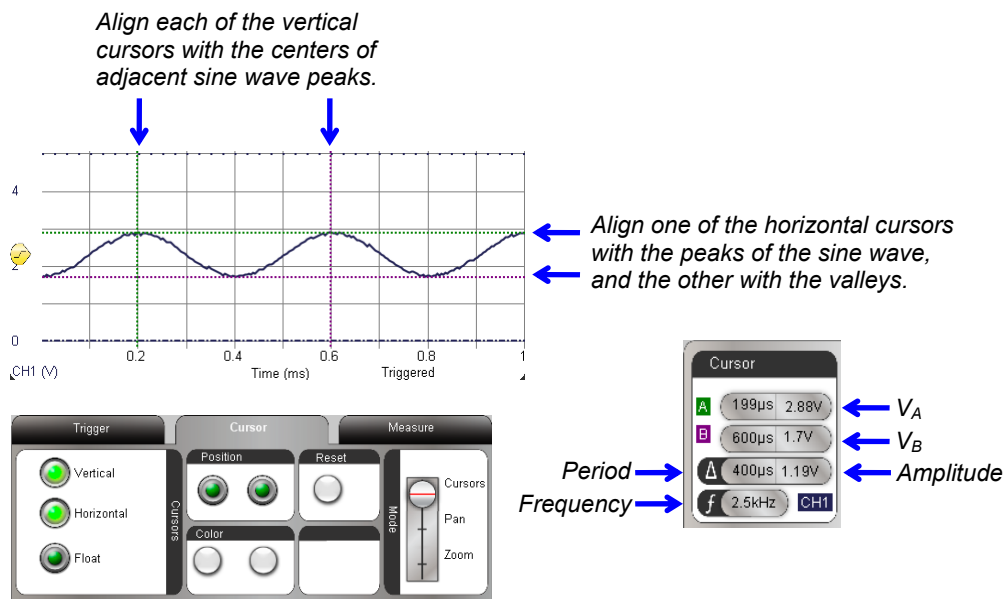 Align each of the vertical
cursors with the centers of
adjacent sine wave peaks.
4
2
0
0.2
0.4
0.6
0.8
1
CH1 (V)
Time (ms)
Triggered
Align one of the horizontal cursors
with the peaks of the sine wave,
and the other with the valleys.
Cursor
A 199µs 2.88V
B 600µs 1.7V
Δ 400µs 1.19V
f 2.5kHz CH1
VA
VB
Period
Amplitude
Frequency
Trigger
Cursor
Measure
Vertical
Horizontal
Float
Cursors
Position
Reset
Color
Mode
Cursors
Pan
Zoom